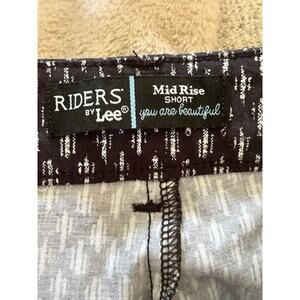 RIDERS®
BY Lee®
Mid Rise
SHORT
you are beautiful